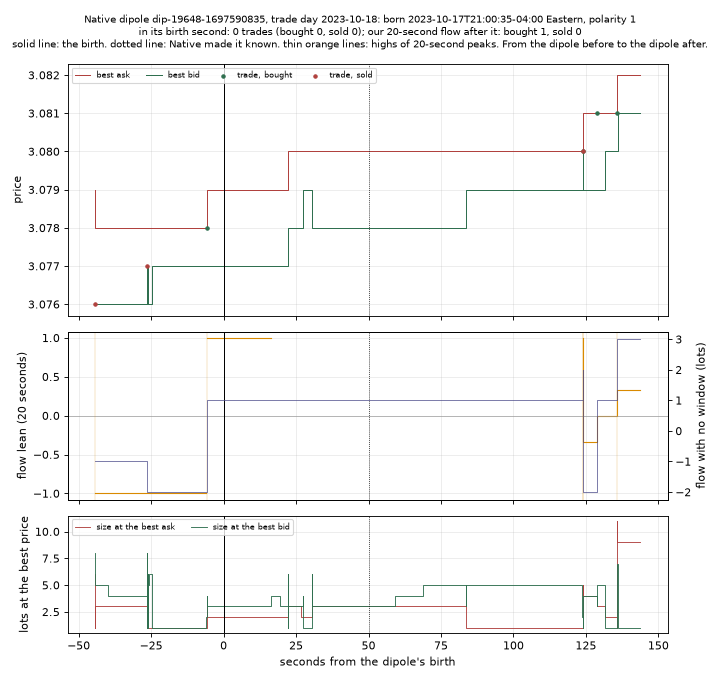 Native dipole dip-19648-1697590835, trade day 2023-10-18: born 2023-10-17T21:00:35-04:00 Eastern, polarity 1
in its birth second: 0 trades (bought 0, sold 0); our 20-second flow after it: bought 1, sold 0
solid line: the birth. dotted line: Native made it known. thin orange lines: highs of 20-second peaks. From the dipole before to the dipole after.
best ask
best bid
trade, bought
trade, sold
3.082
3.081
3.080
3.079
3.078
3.077
3.076
price
1.0
0.5
0.0
−0.5
−1.0
flow lean (20 seconds)
3
2
1
0
−1
−2
flow with no window (lots)
size at the best ask
size at the best bid
10.0
7.5
5.0
2.5
lots at the best price
−50
−25
0
25
50
75
100
125
150
seconds from the dipole's birth